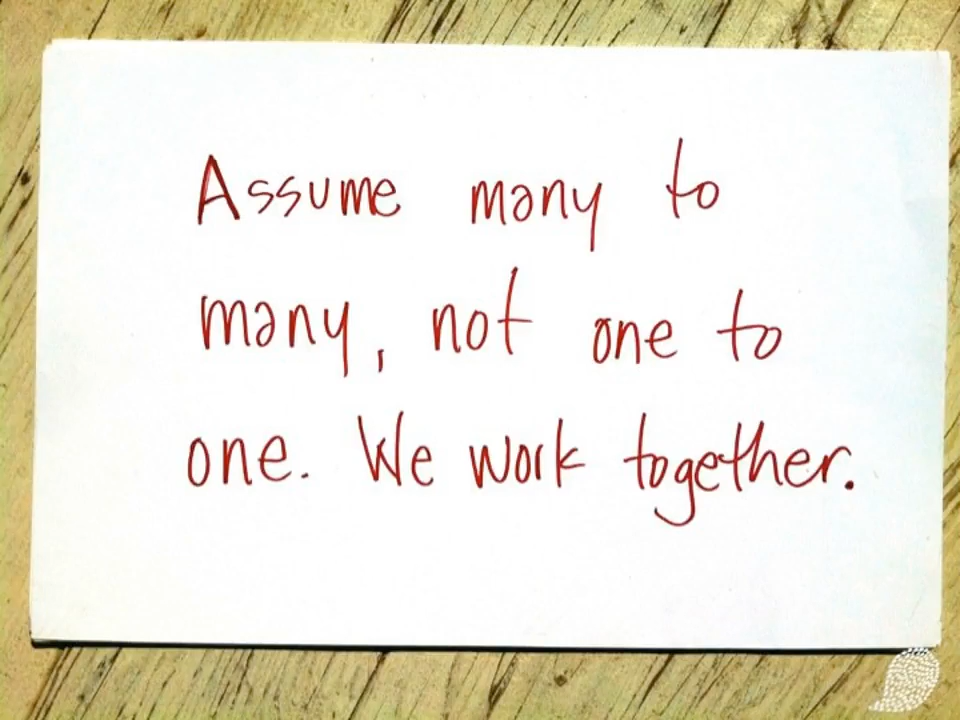 Assume many to
many, not one to
one. We work together.